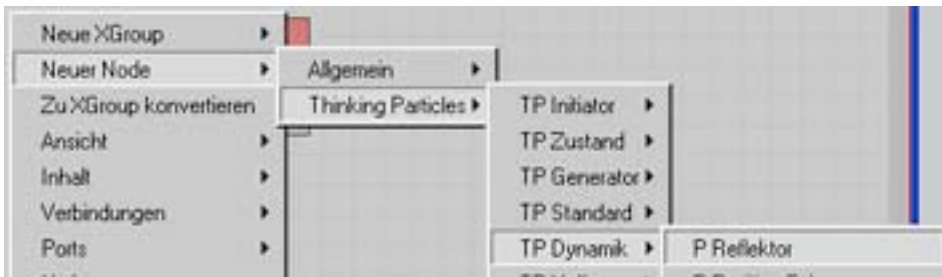 Neue XGroup
Neuer Node
Zu XGroup konvertieren
Ansicht
Inhalt
Verbindungen
Ports
Allgemein
Thinking Particles
TP Initiator
TP Zustand
TP Generator
TP Standard
TP Dynamik
P Reflektor